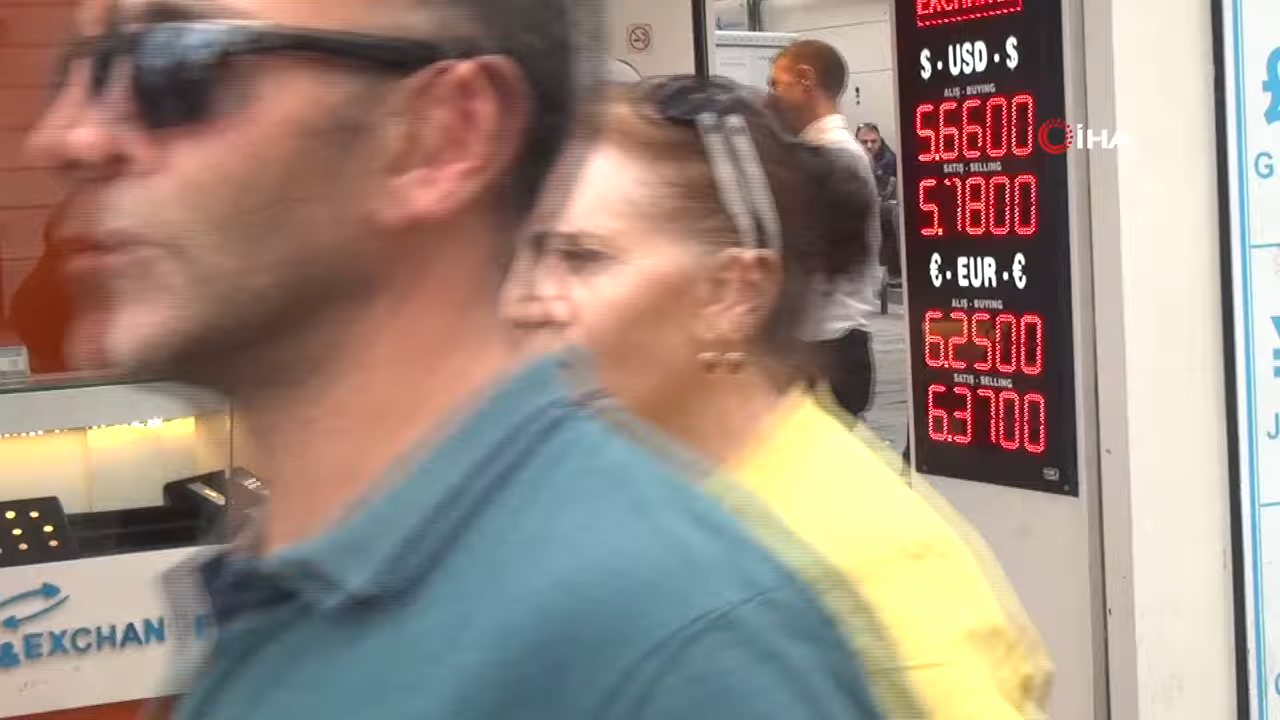 EXCHANGE
$ · USD · $
ALIŞ - BUYING
5.6600
SATIŞ - SELLING
5.7800
€ · EUR · €
ALIŞ - BUYING
6.2500
SATIŞ - SELLING
6.3700
iHA
&EXCHAN
£
G
J